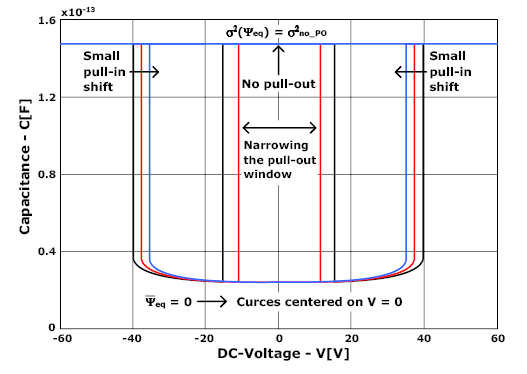 x10⁻¹³
1.6
1.2
0.8
0.4
0
Capacitance - C[F]
σ²(Ψeq) = σ²no_PO
Small
pull-in
shift
No pull-out
Small
pull-in
shift
Narrowing
the pull-out
window
Ψ̅eq = 0 → Curces centered on V = 0
-60 -40 -20 0 20 40 60
DC-Voltage - V[V]